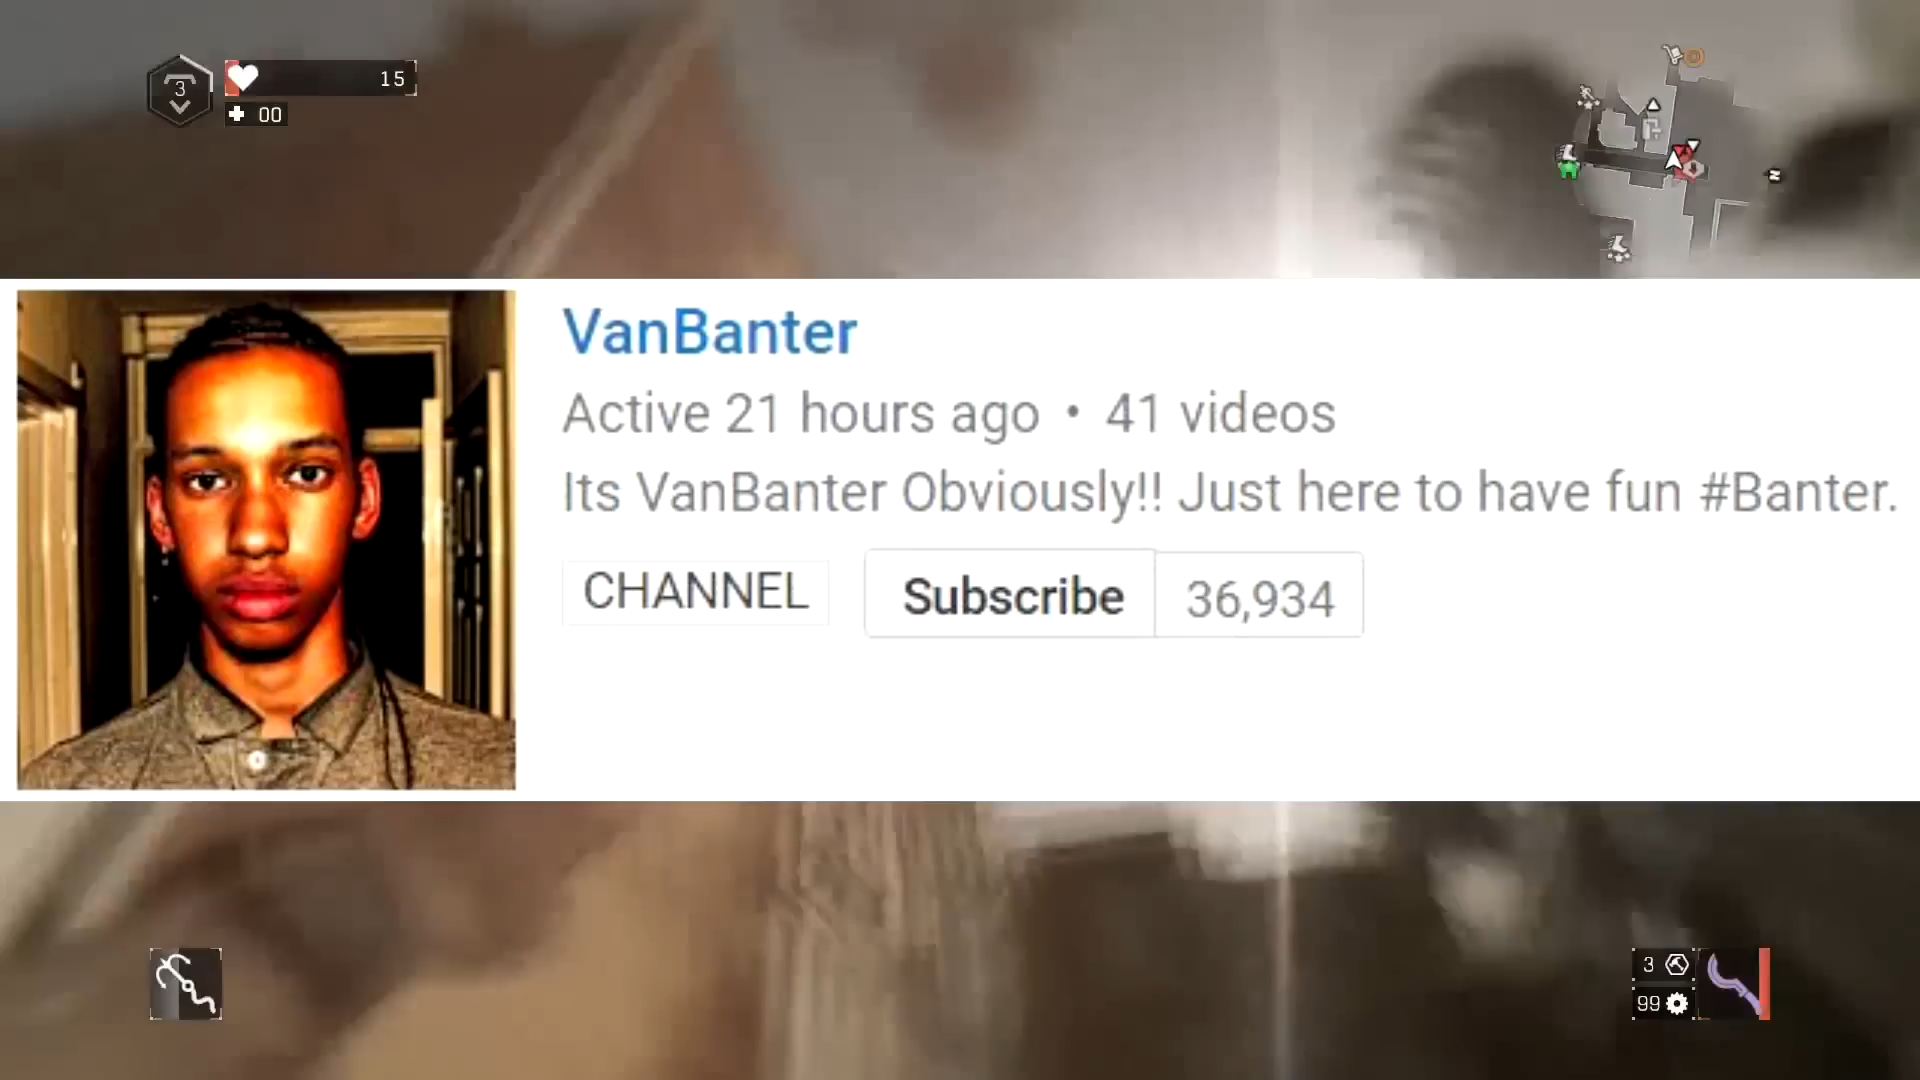 3
15
00
VanBanter
Active 21 hours ago • 41 videos
Its VanBanter Obviously!! Just here to have fun #Banter.
CHANNEL
Subscribe 36,934
3
99